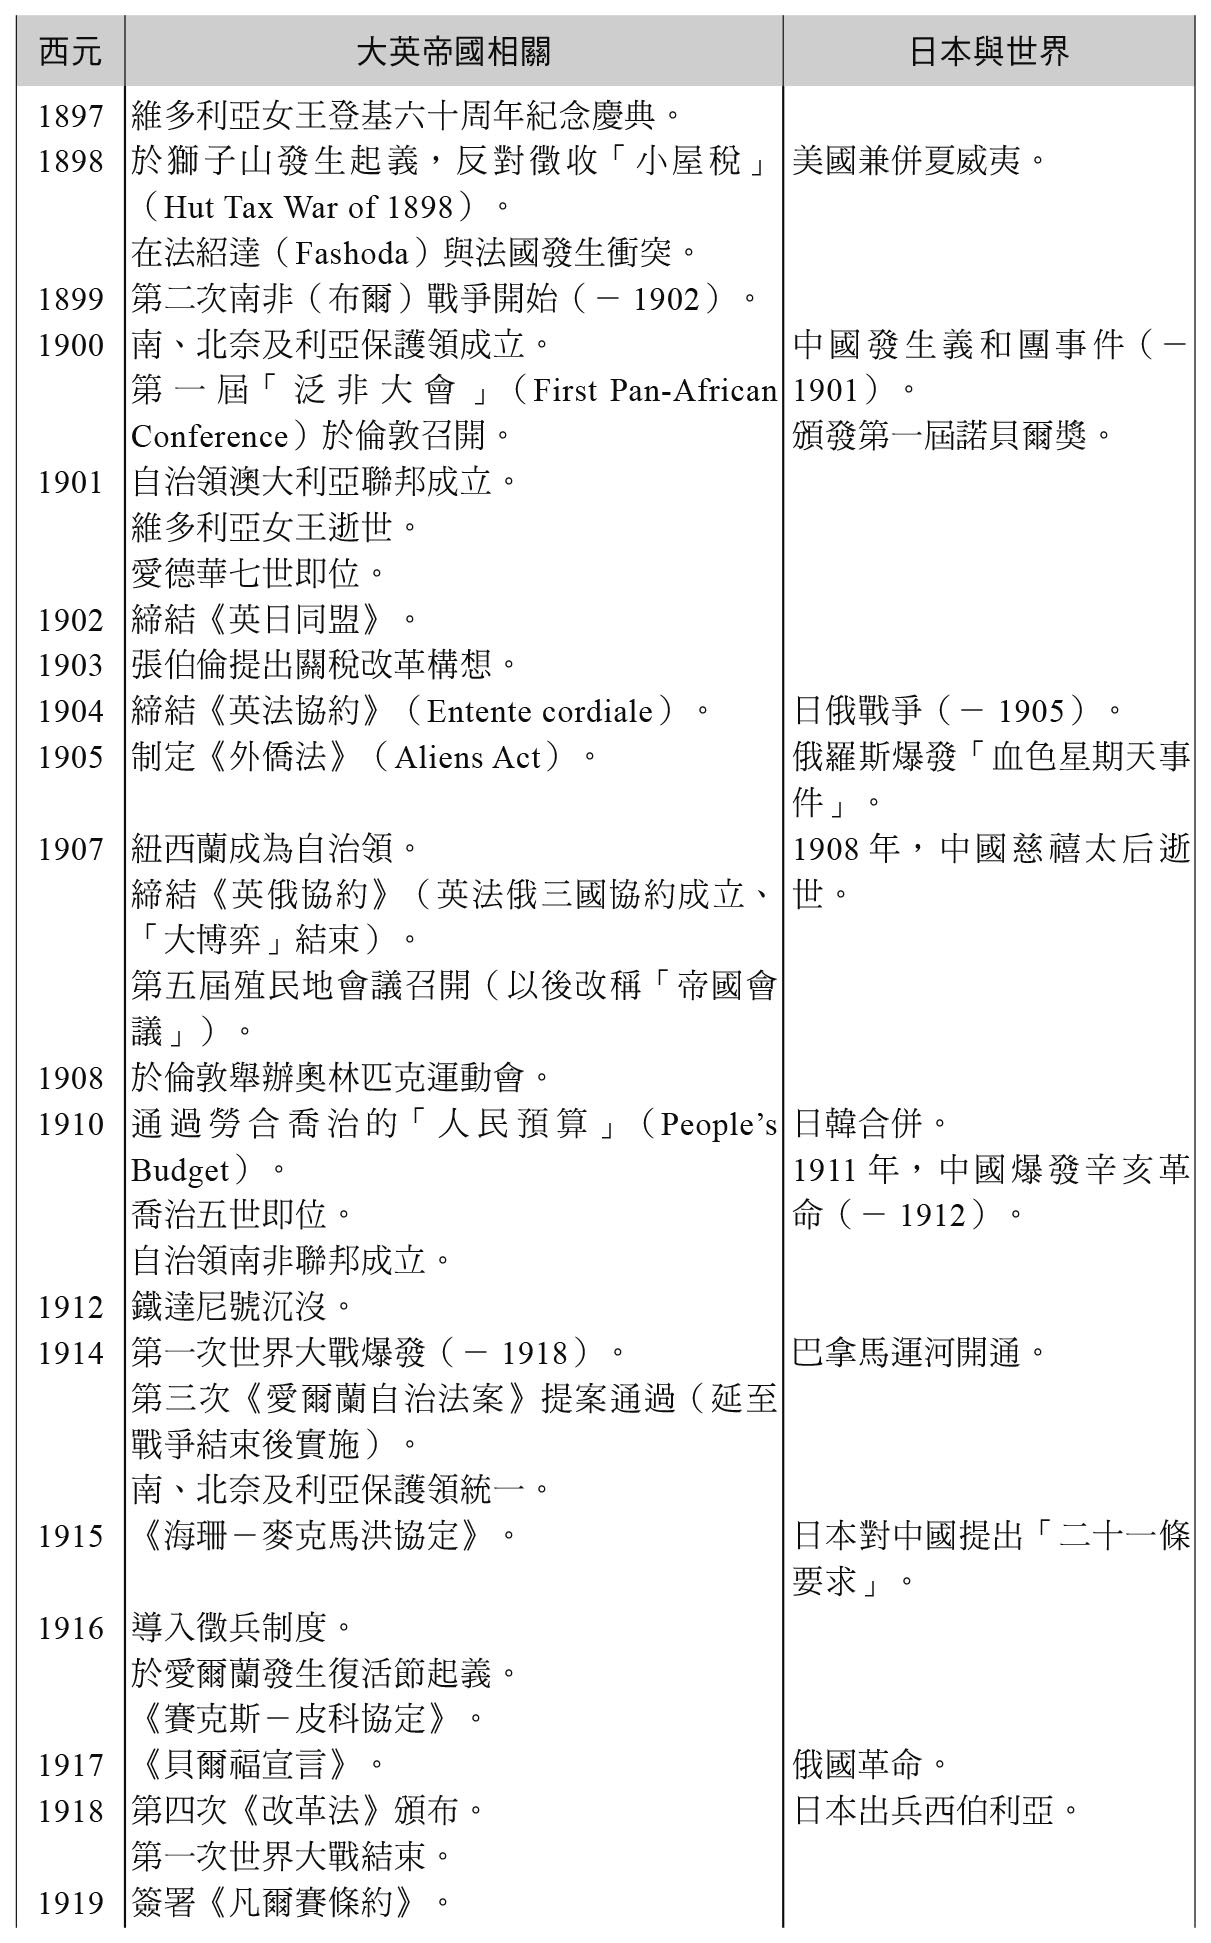 西元 大英帝國相關 日本與世界
1897 維多利亞女王登基六十周年紀念慶典。
1898 於獅子山發生起義，反對徵收「小屋稅」 美國兼併夏威夷。
（Hut Tax War of 1898）。
在法紹達（Fashoda）與法國發生衝突。
1899 第二次南非（布爾）戰爭開始（－1902）。
1900 南、北奈及利亞保護領成立。 中國發生義和團事件（－
第一屆「泛非大會」（First Pan-African 1901）。
Conference）於倫敦召開。 頒發第一屆諾貝爾獎。
1901 自治領澳大利亞聯邦成立。
維多利亞女王逝世。
愛德華七世即位。
1902 締結《英日同盟》。
1903 張伯倫提出關稅改革構想。
1904 締結《英法協約》（Entente cordiale）。 日俄戰爭（－1905）。
1905 制定《外僑法》（Aliens Act）。 俄羅斯爆發「血色星期天事
件」。
1907 紐西蘭成為自治領。 1908 年，中國慈禧太后逝
締結《英俄協約》（英法俄三國協約成立、 世。
「大博弈」結束）。
第五屆殖民地會議召開（以後改稱「帝國會
議」）。
1908 於倫敦舉辦奧林匹克運動會。
1910 通過勞合喬治的「人民預算」（People’s 日韓合併。
Budget）。 1911 年，中國爆發辛亥革
喬治五世即位。 命（－1912）。
自治領南非聯邦成立。
1912 鐵達尼號沉沒。
1914 第一次世界大戰爆發（－1918）。 巴拿馬運河開通。
第三次《愛爾蘭自治法案》提案通過（延至
戰爭結束後實施）。
南、北奈及利亞保護領統一。
1915 《海珊－麥克馬洪協定》。 日本對中國提出「二十一條
要求」。
1916 導入徵兵制度。
於愛爾蘭發生復活節起義。
《賽克斯－皮科協定》。
1917 《貝爾福宣言》。 俄國革命。
1918 第四次《改革法》頒布。 日本出兵西伯利亞。
第一次世界大戰結束。
1919 簽署《凡爾賽條約》。